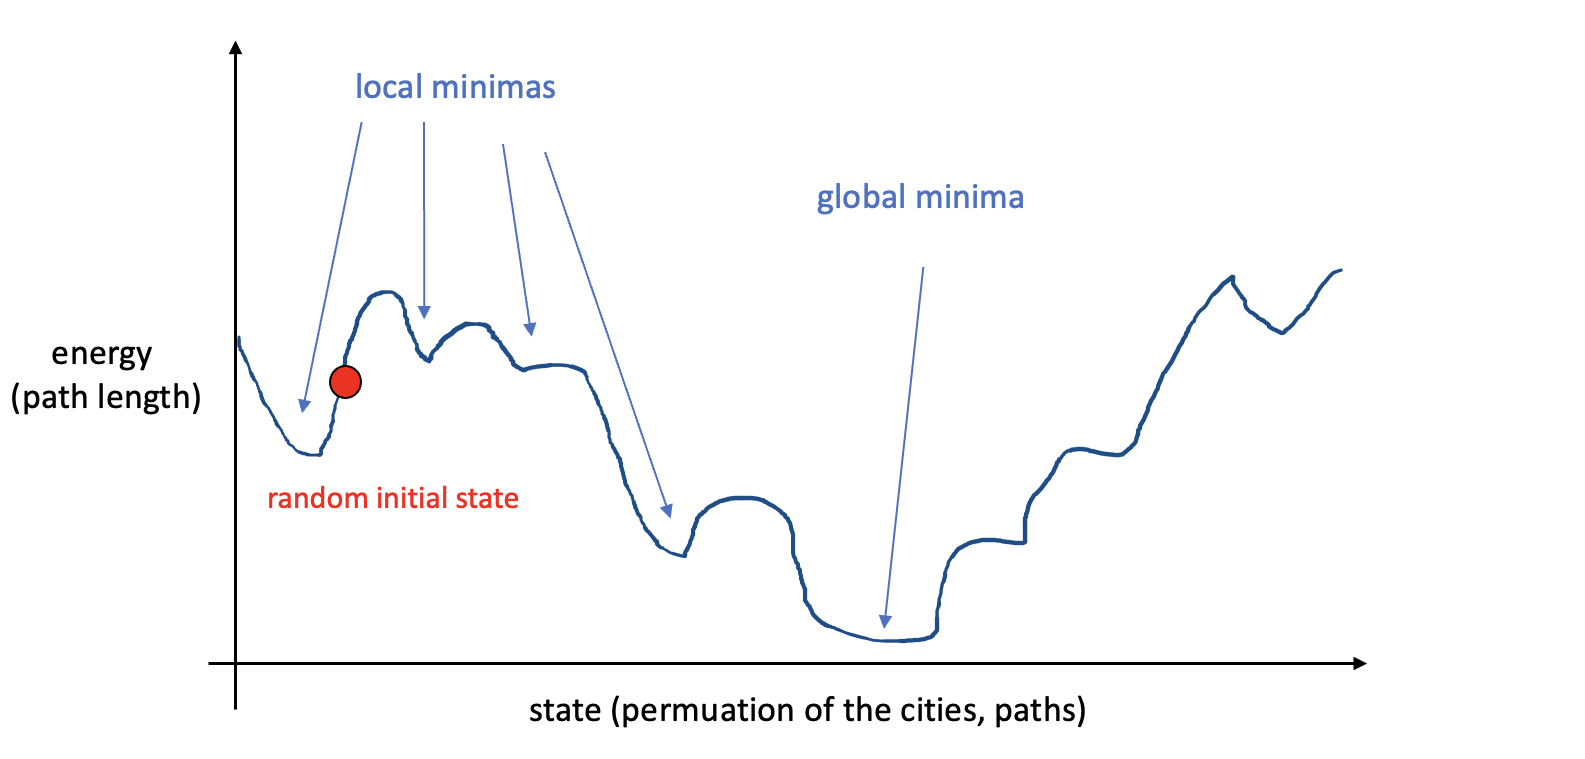 local minimas
global minima
energy
(path length)
random initial state
state (permuation of the cities, paths)